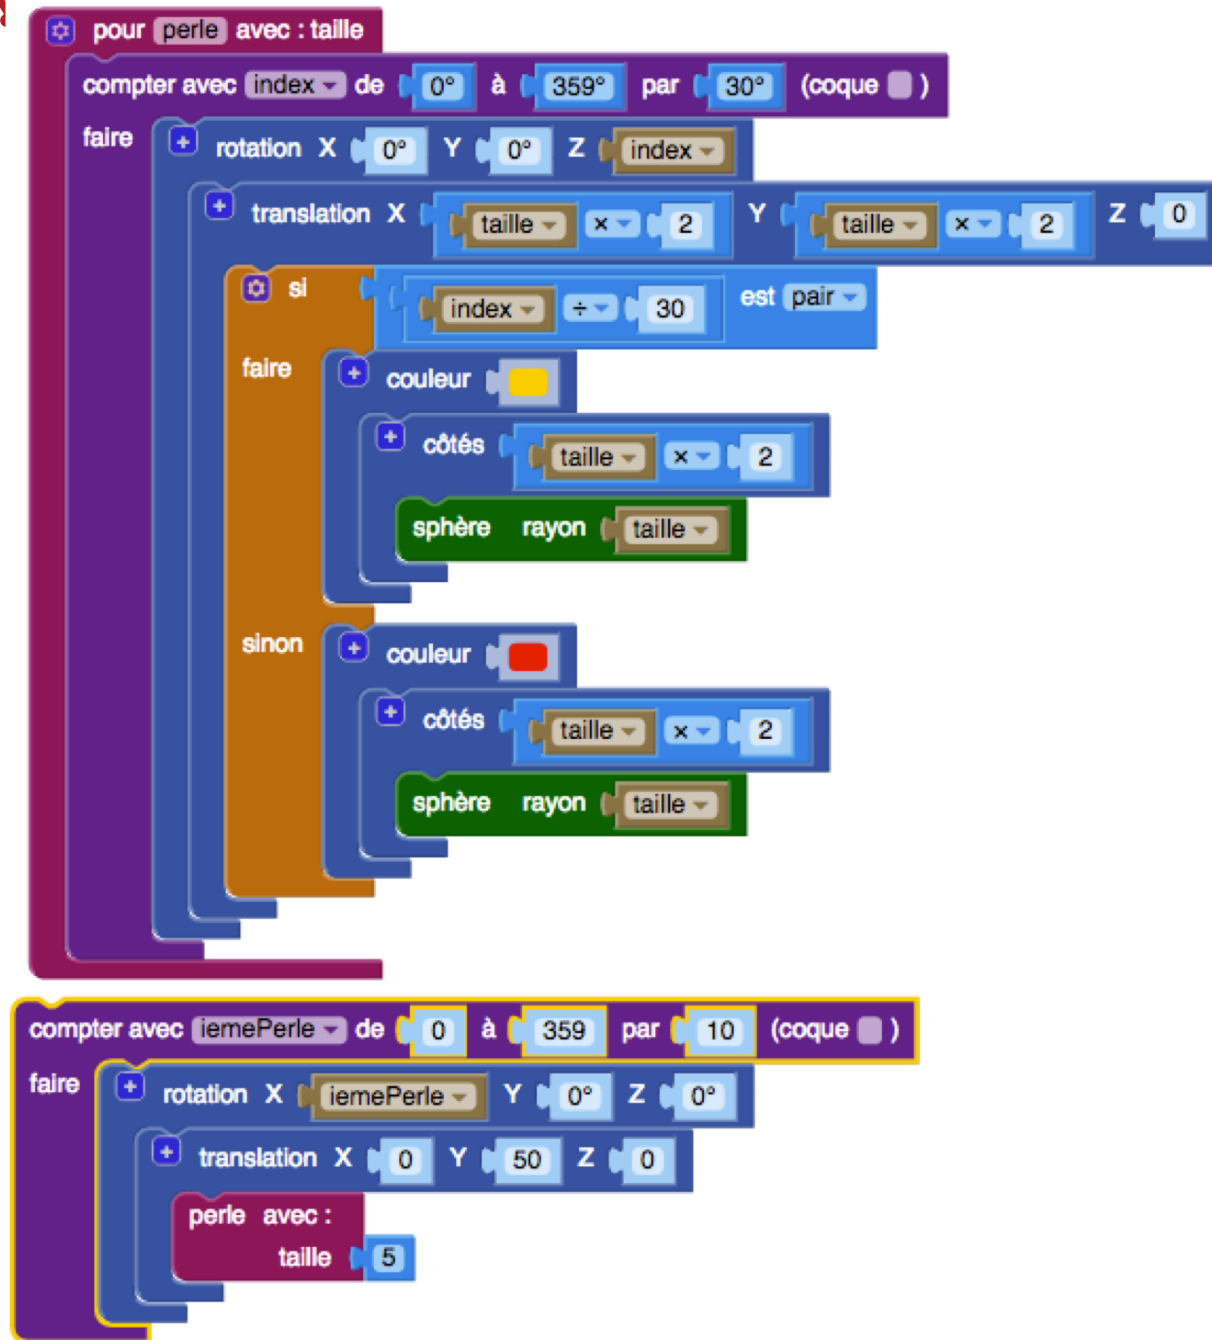 pour perle avec : taille
compter avec index de 0° à 359° par 30° (coque )
faire rotation X 0° Y 0° Z index
translation X taille × 2 Y taille × 2 Z 0
si index ÷ 30 est pair
faire couleur
côtés taille × 2
sphère rayon taille
sinon couleur
côtés taille × 2
sphère rayon taille
compter avec iemePerle de 0 à 359 par 10 (coque )
faire rotation X iemePerle Y 0° Z 0°
translation X 0 Y 50 Z 0
perle avec :
taille 5